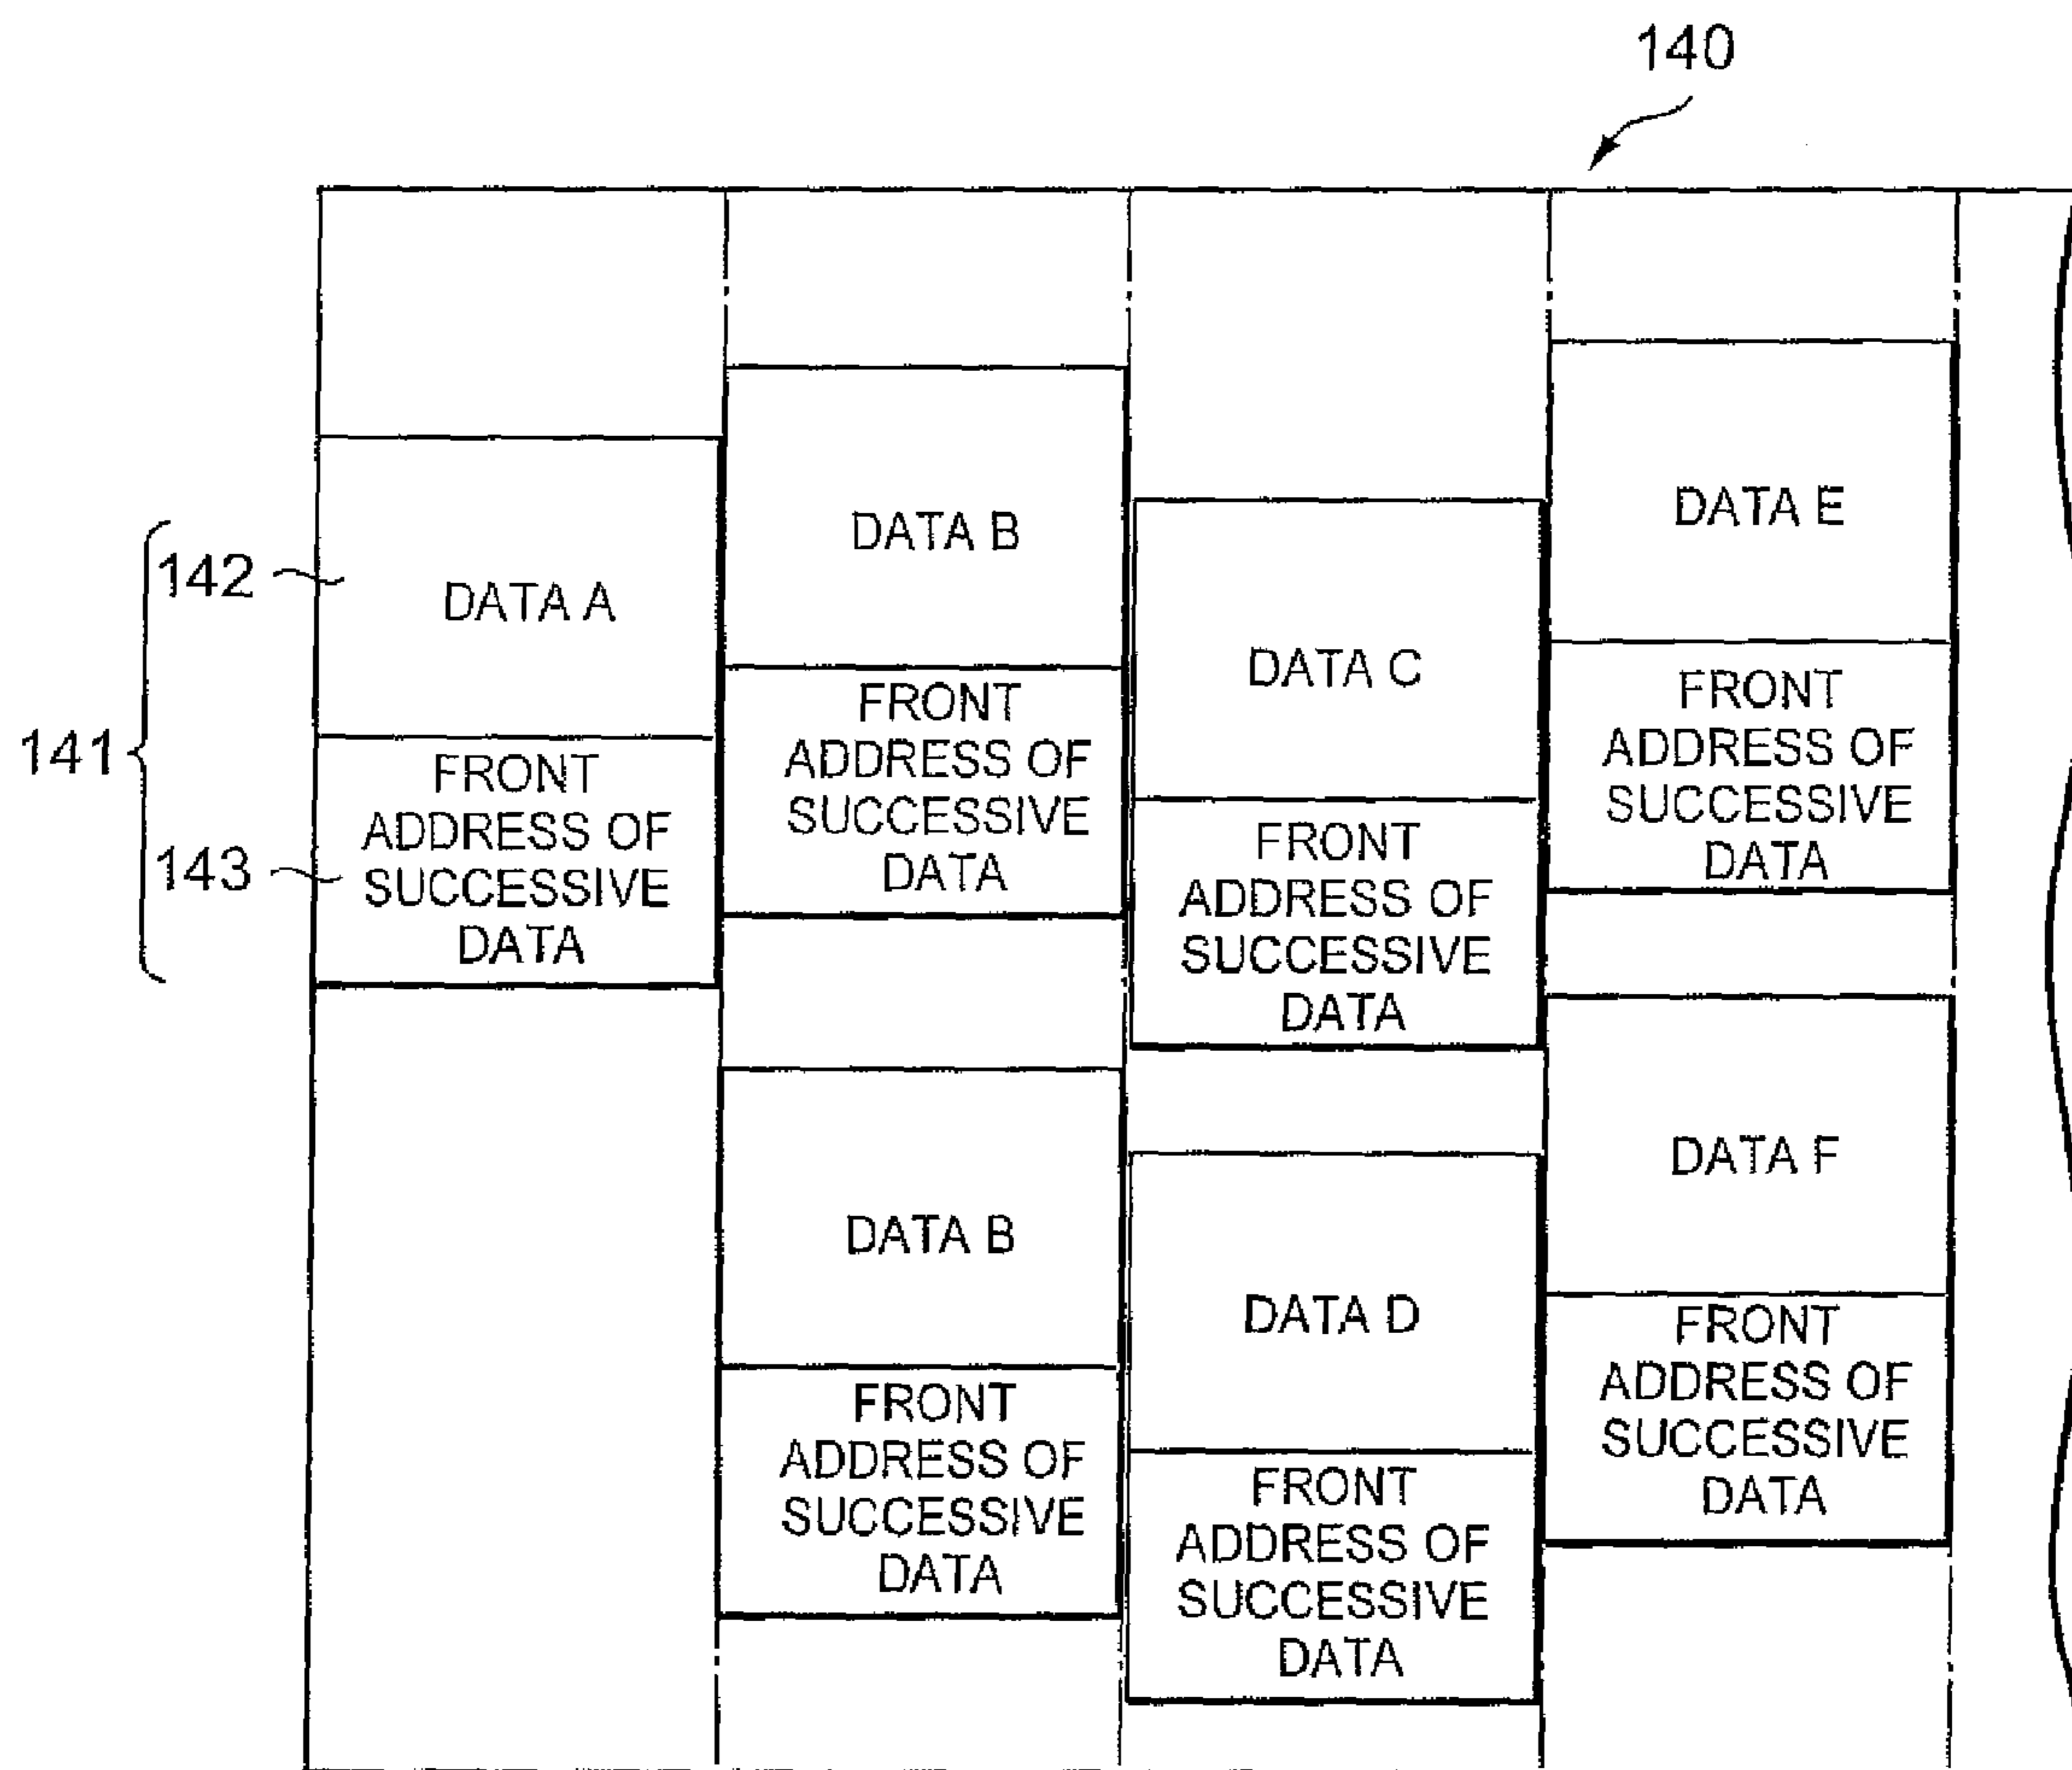 140
141
142
143
DATA A
FRONT
ADDRESS OF
SUCCESSIVE
DATA
DATA B
FRONT
ADDRESS OF
SUCCESSIVE
DATA
DATA B
FRONT
ADDRESS OF
SUCCESSIVE
DATA
DATA C
FRONT
ADDRESS OF
SUCCESSIVE
DATA
DATA D
FRONT
ADDRESS OF
SUCCESSIVE
DATA
DATA E
FRONT
ADDRESS OF
SUCCESSIVE
DATA
DATA F
FRONT
ADDRESS OF
SUCCESSIVE
DATA